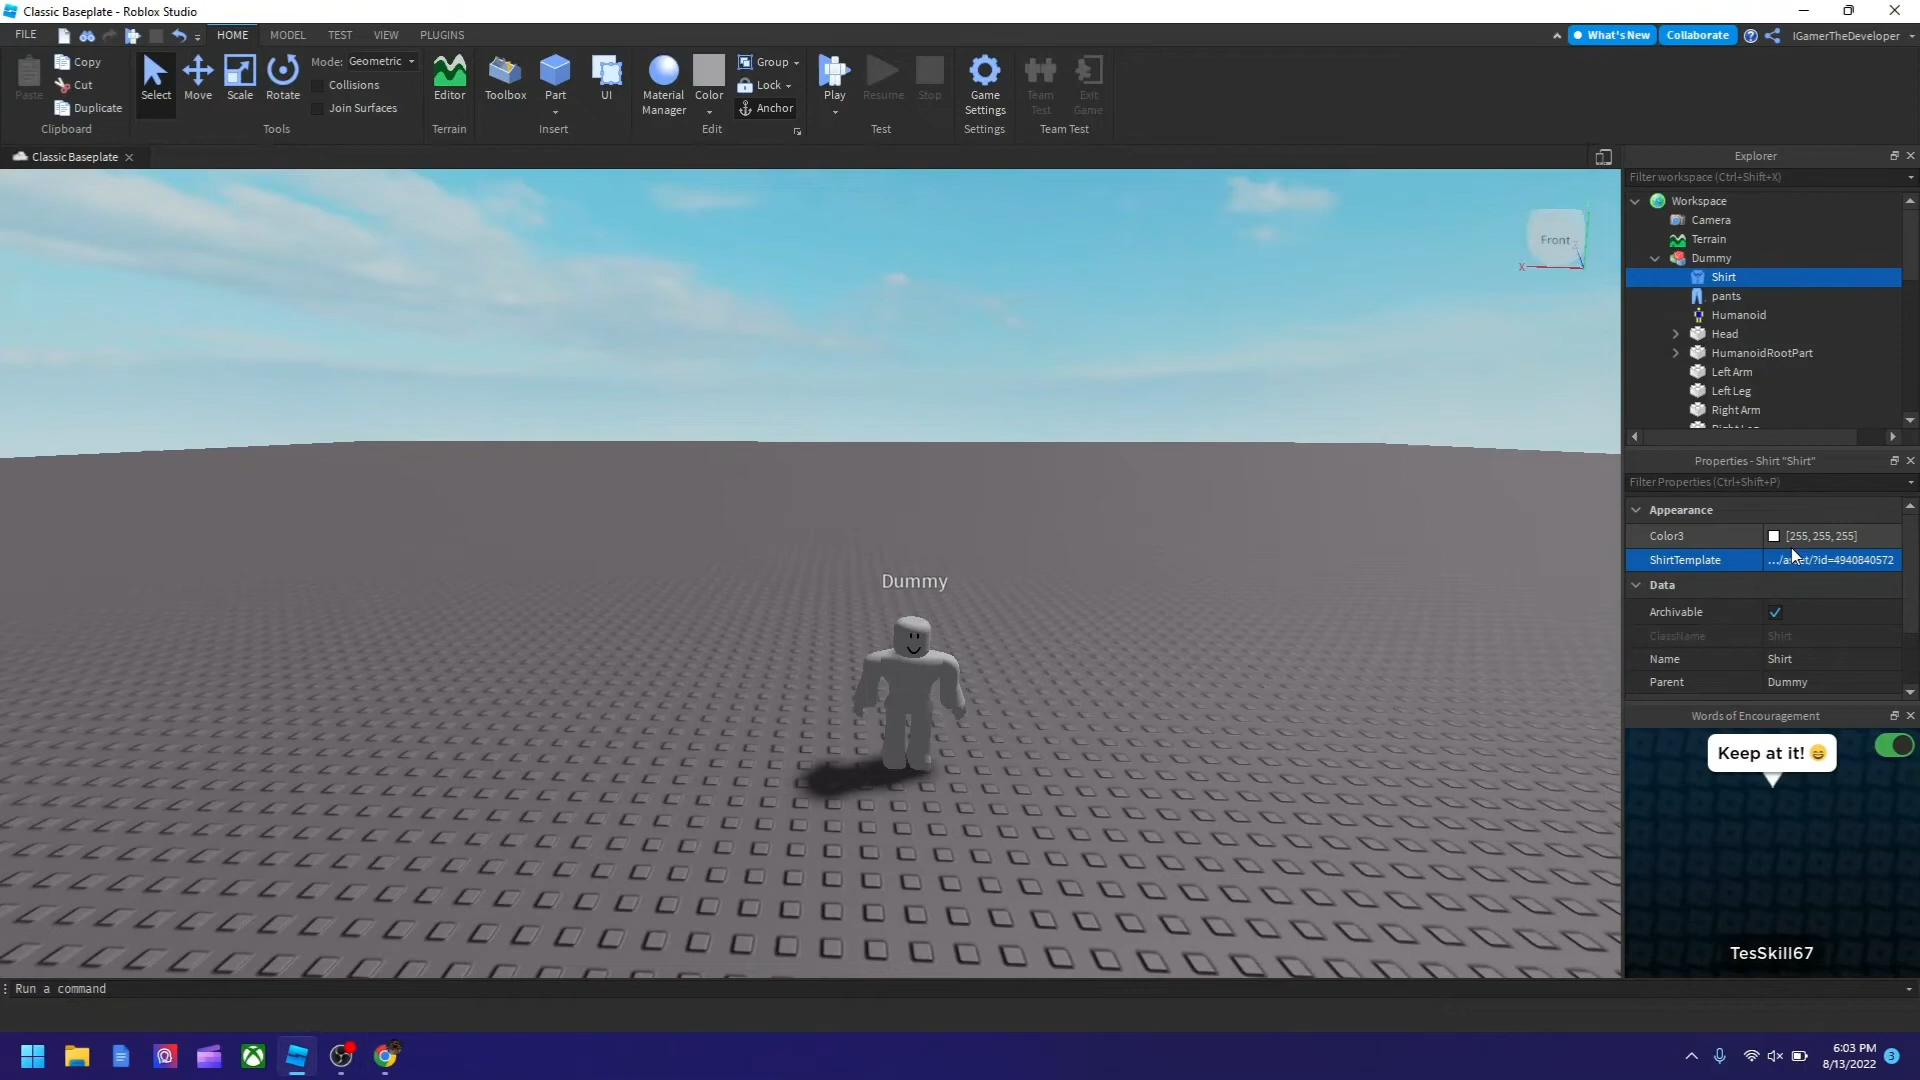 Classic Baseplate - Roblox Studio
FILE
HOME
MODEL
TEST
VIEW
PLUGINS
What's New
Collaborate
IGamerTheDeveloper
Paste
Copy
Cut
Duplicate
Clipboard
Select
Move
Scale
Rotate
Mode: Geometric
Collisions
Join Surfaces
Tools
Editor
Terrain
Toolbox
Part
UI
Insert
Material
Manager
Color
Group
Lock
Anchor
Edit
Play
Resume
Stop
Test
Game
Settings
Settings
Team
Test
Exit
Game
Team Test
Classic Baseplate
Front
X
Z
Dummy
Explorer
Filter workspace (Ctrl+Shift+X)
Workspace
Camera
Terrain
Dummy
Shirt
pants
Humanoid
Head
HumanoidRootPart
Left Arm
Left Leg
Right Arm
Properties - Shirt "Shirt"
Filter Properties (Ctrl+Shift+P)
Appearance
Color3 [255, 255, 255]
ShirtTemplate .../asset/?id=4940840572
Data
Archivable
ClassName Shirt
Name Shirt
Parent Dummy
Words of Encouragement
Keep at it! 😄
TesSkill67
Run a command
6:03 PM
8/13/2022
3